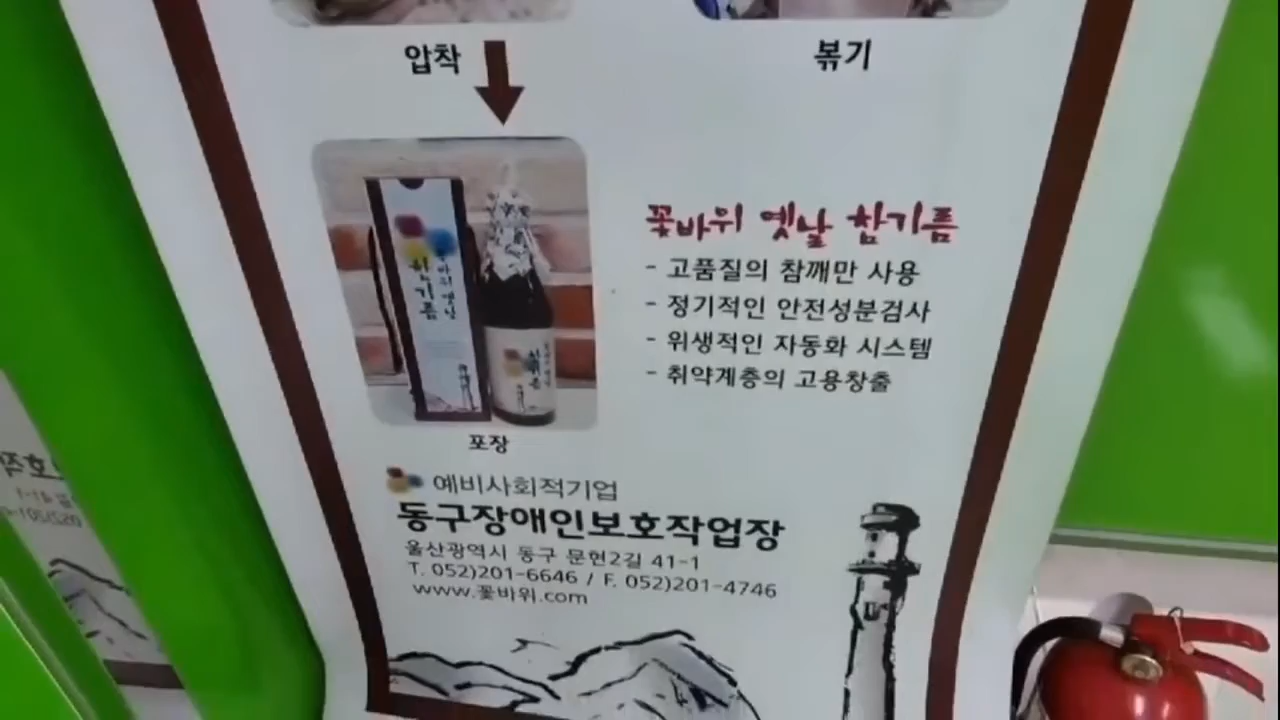 압착
볶기
꽃바위 옛날 참기름
- 고품질의 참깨만 사용
- 정기적인 안전성분검사
- 위생적인 자동화 시스템
- 취약계층의 고용창출
포장
예비사회적기업
동구장애인보호작업장
울산광역시 동구 문현2길 41-1
T. 052)201-6646 / F. 052)201-4746
www.꽃바위.com